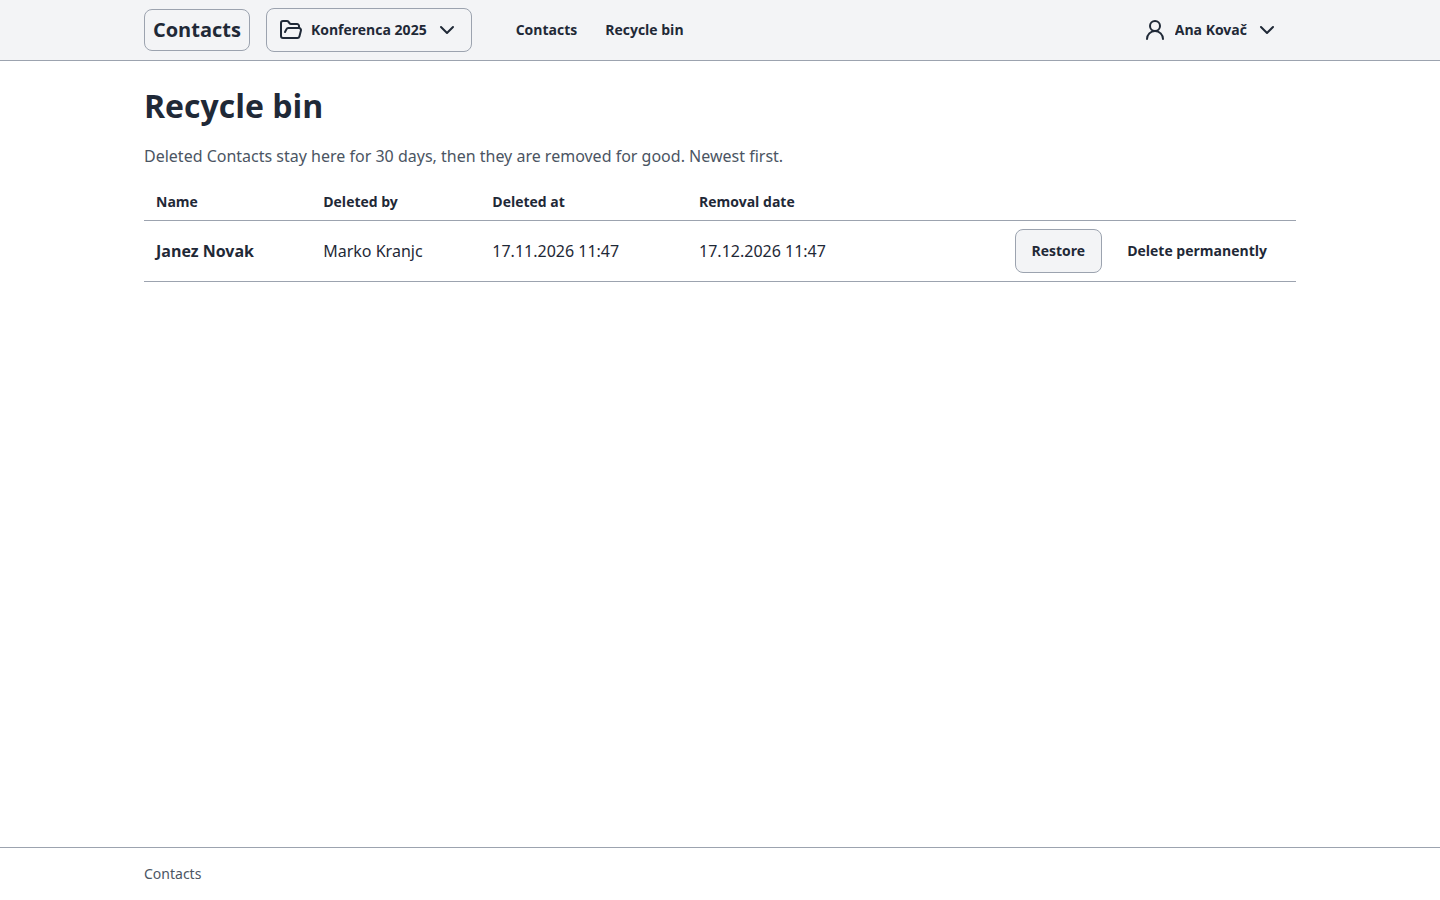 Contacts Konferenca 2025 Contacts Recycle bin Ana Kovač
Recycle bin
Deleted Contacts stay here for 30 days, then they are removed for good. Newest first.
Name Deleted by Deleted at Removal date
Janez Novak Marko Kranjc 17.11.2026 11:47 17.12.2026 11:47 Restore Delete permanently
Contacts